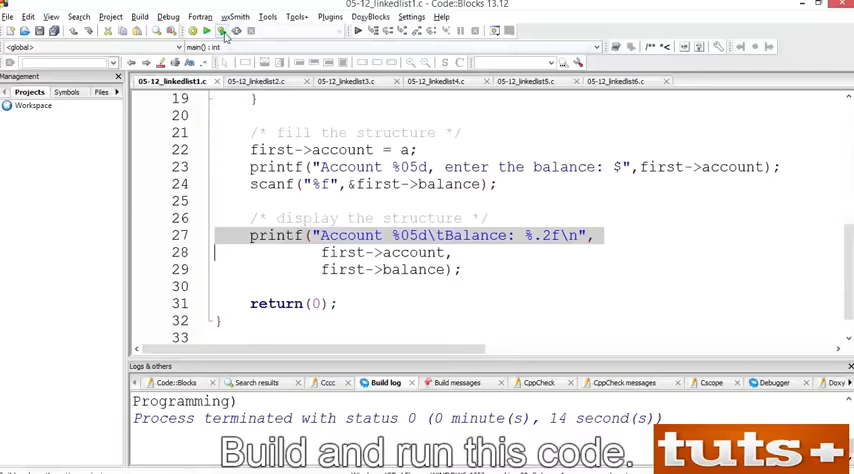 05-12_linkedlist1.c - Code::Blocks 13.12
File Edit View Search Project Build Debug Fortran wxSmith Tools Tools+ Plugins DoxyBlocks Settings Help
<global> main() : int
Management
05-12_linkedlist1.c 05-12_linkedlist2.c 05-12_linkedlist3.c 05-12_linkedlist4.c 05-12_linkedlist5.c 05-12_linkedlist6.c
Projects Symbols Files
Workspace
19 }
20
21 /* fill the structure */
22 first->account = a;
23 printf("Account %05d, enter the balance: $",first->account);
24 scanf("%f",&first->balance);
25
26 /* display the structure */
27 printf("Account %05d\tBalance: %.2f\n",
28 first->account,
29 first->balance);
30
31 return(0);
32 }
33
Logs & others
Code::Blocks Search results Cccc Build log Build messages CppCheck CppCheck messages Cscope Debugger Doxy
Programming)
Process terminated with status 0 (0 minute(s), 14 second(s))
Build and run this code.
tuts+